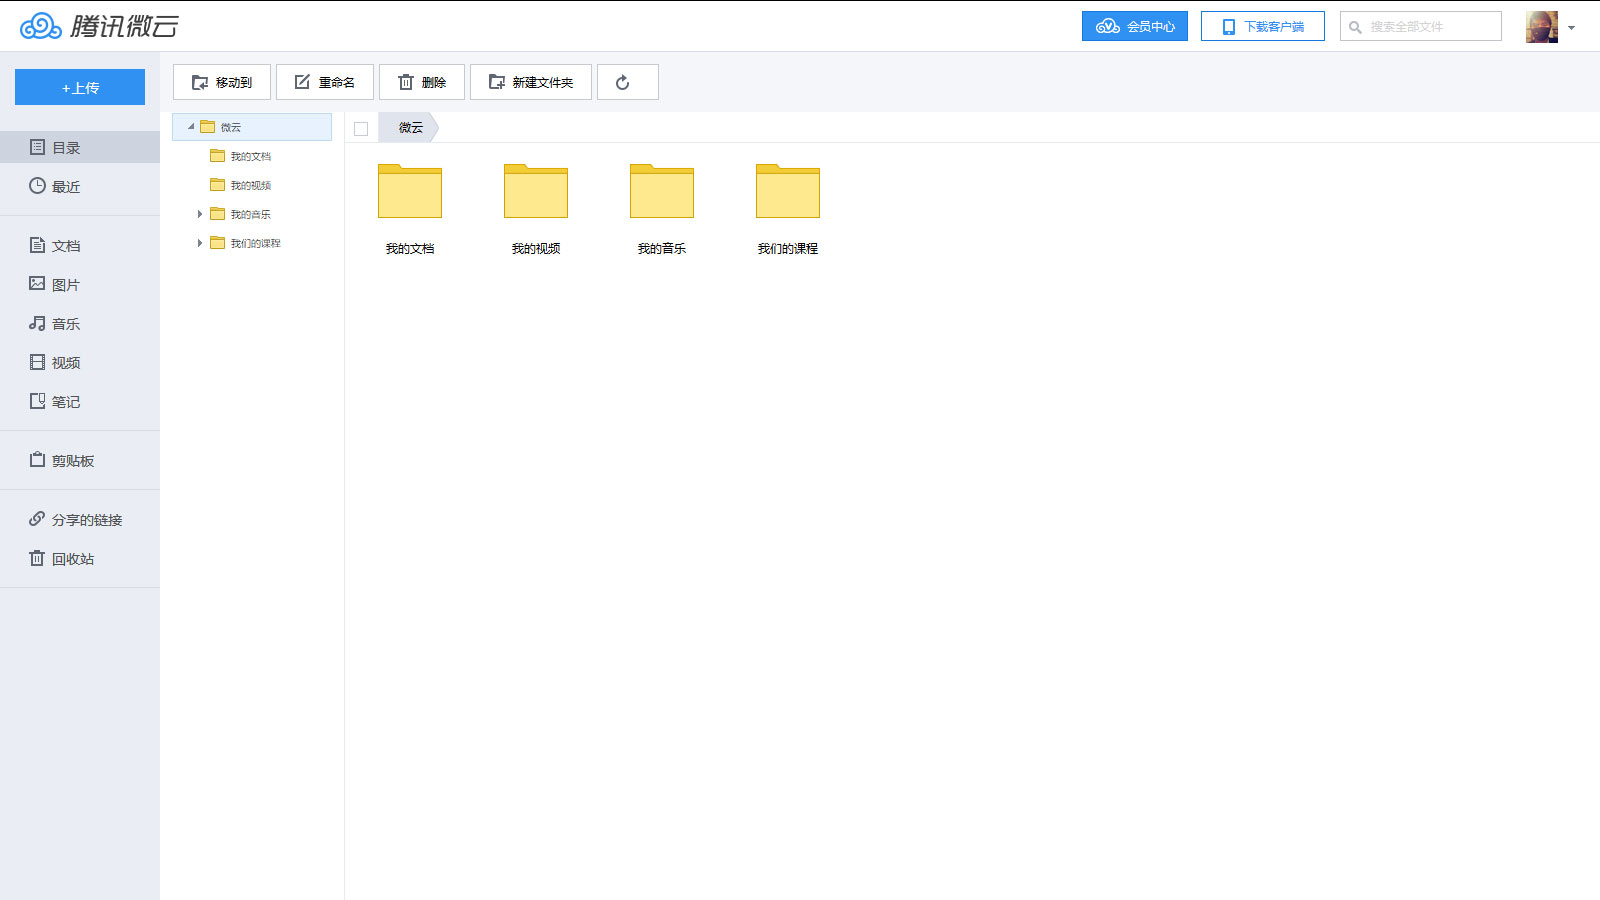 腾讯微云
会员中心
下载客户端
搜索全部文件
+上传
移动到
重命名
删除
新建文件夹
目录
最近
文档
图片
音乐
视频
笔记
剪贴板
分享的链接
回收站
微云
我的文档
我的视频
我的音乐
我们的课程
微云
我的文档
我的视频
我的音乐
我们的课程